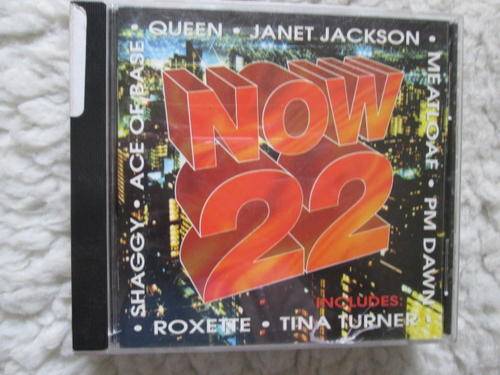 • QUEEN • JANET JACKSON •
MEATLOAF • PM DAWN •
• SHAGGY • ACE OF BASE
NOW
22
INCLUDES:
• ROXETTE • TINA TURNER •